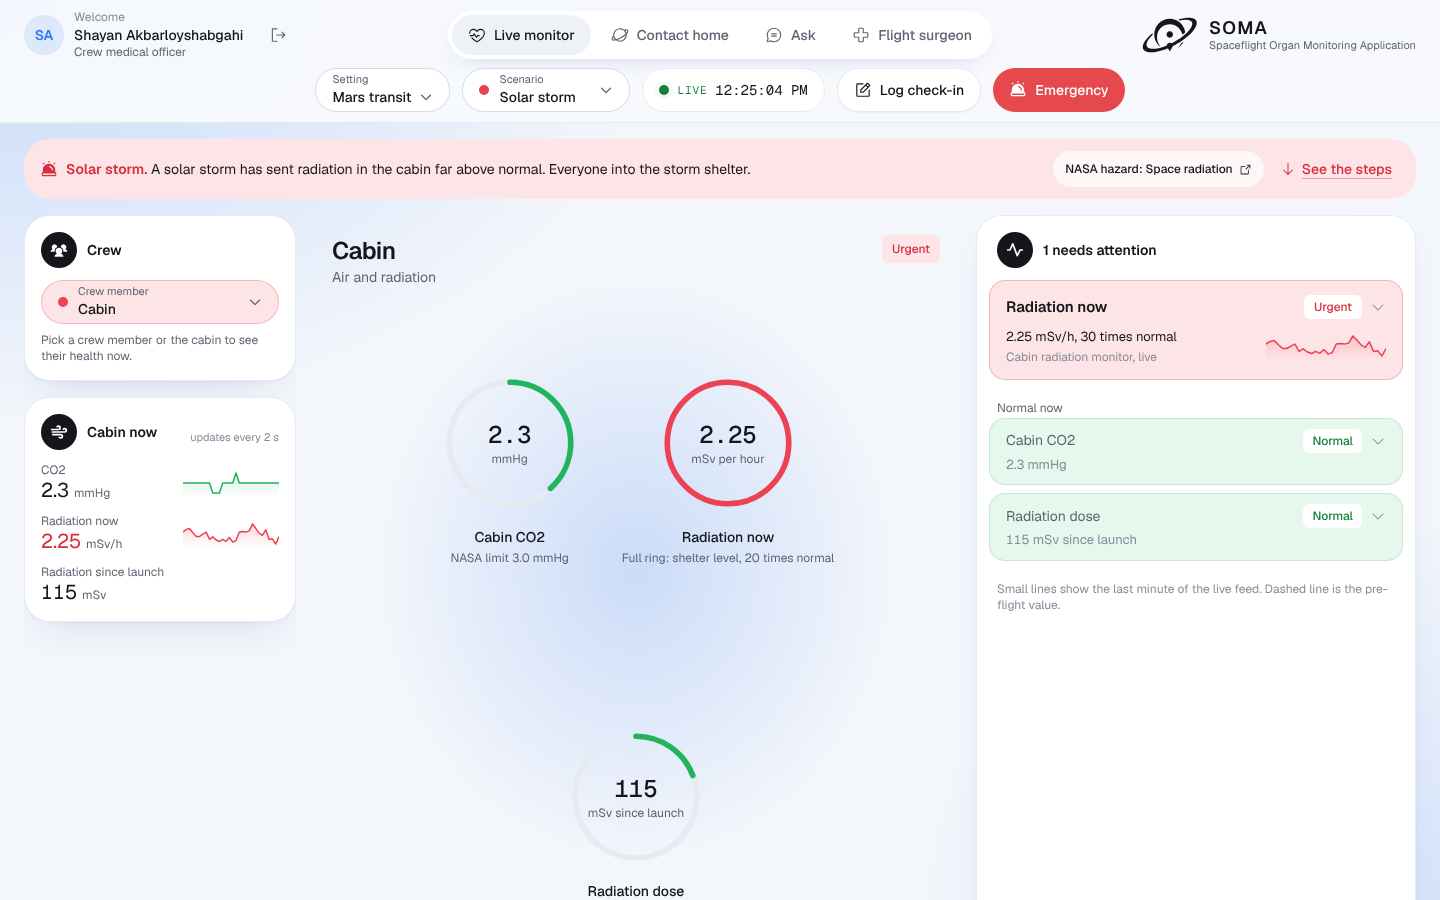 SA
Welcome
Shayan Akbarloyshabgahi
Crew medical officer
Live monitor
Contact home
Ask
Flight surgeon
SOMA
Spaceflight Organ Monitoring Application
Setting
Mars transit
Scenario
Solar storm
LIVE 12:25:04 PM
Log check-in
Emergency
Solar storm. A solar storm has sent radiation in the cabin far above normal. Everyone into the storm shelter.
NASA hazard: Space radiation
See the steps
Crew
Crew member
Cabin
Pick a crew member or the cabin to see
their health now.
Cabin now
updates every 2 s
CO2
2.3 mmHg
Radiation now
2.25 mSv/h
Radiation since launch
115 mSv
Cabin
Air and radiation
Urgent
2.3
mmHg
Cabin CO2
NASA limit 3.0 mmHg
2.25
mSv per hour
Radiation now
Full ring: shelter level, 20 times normal
115
mSv since launch
Radiation dose
1 needs attention
Radiation now
Urgent
2.25 mSv/h, 30 times normal
Cabin radiation monitor, live
Normal now
Cabin CO2
Normal
2.3 mmHg
Radiation dose
Normal
115 mSv since launch
Small lines show the last minute of the live feed. Dashed line is the pre-
flight value.